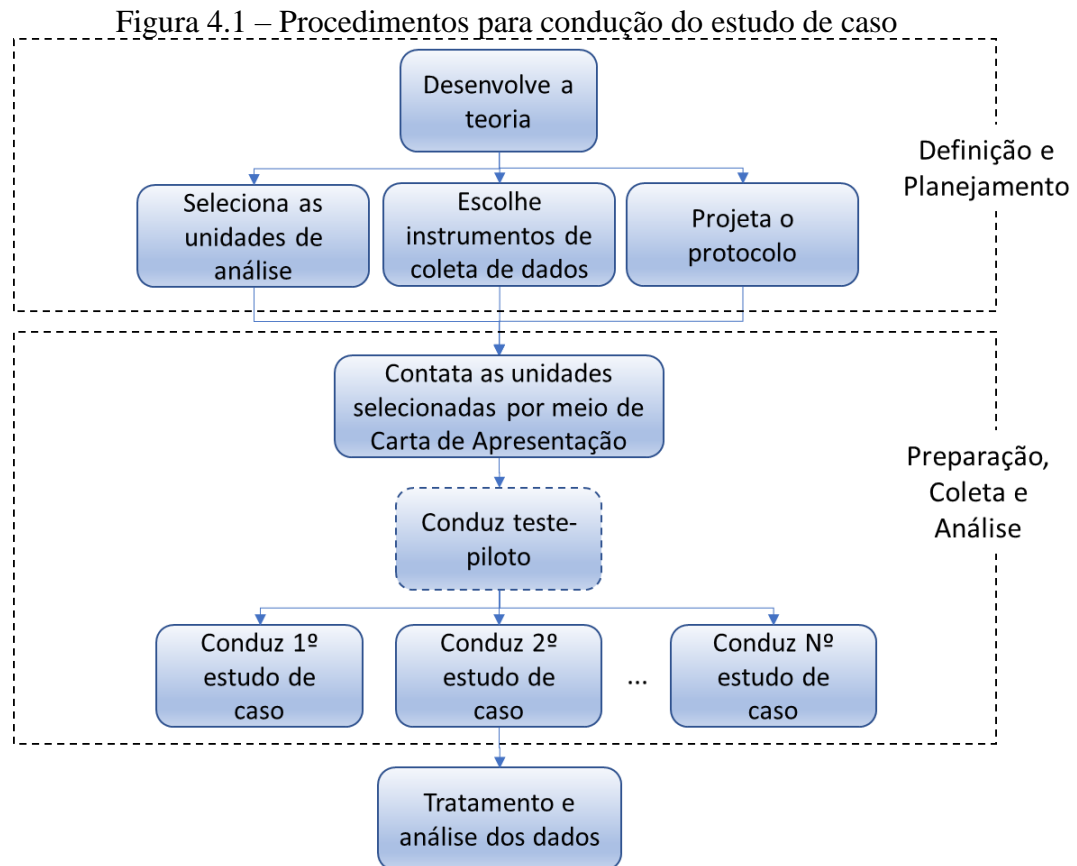 Figura 4.1 – Procedimentos para condução do estudo de caso
Desenvolve a
teoria
Definição e
Planejamento
Seleciona as
unidades de
análise
Escolhe
instrumentos de
coleta de dados
Projeta o
protocolo
Contata as unidades
selecionadas por meio de
Carta de Apresentação
Preparação,
Coleta e
Análise
Conduz teste-
piloto
Conduz 1º
estudo de
caso
Conduz 2º
estudo de
caso
...
Conduz Nº
estudo de
caso
Tratamento e
análise dos dados